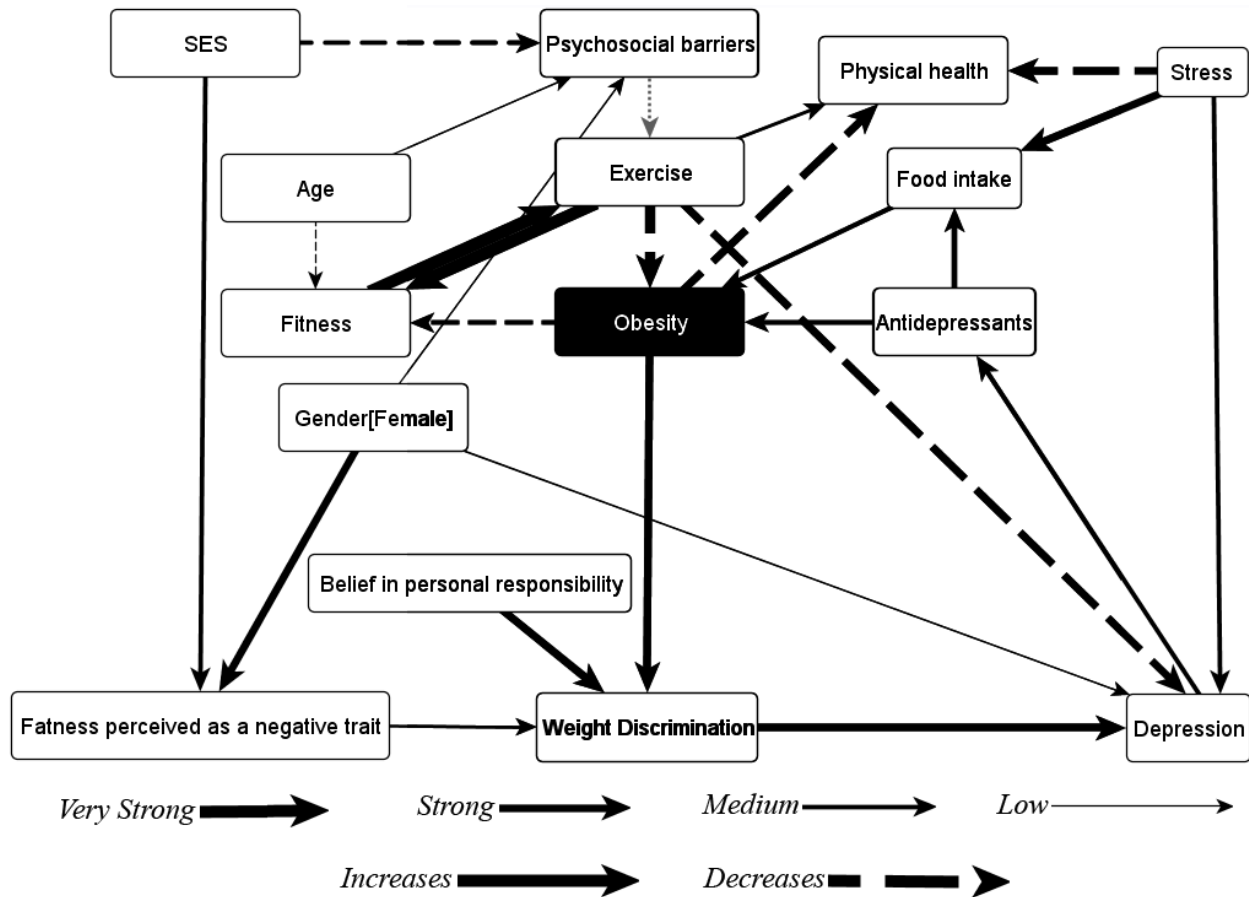 SES
Psychosocial barriers
Physical health
Stress
Age
Exercise
Food intake
Fitness
Obesity
Antidepressants
Gender[Female]
Belief in personal responsibility
Fatness perceived as a negative trait
Weight Discrimination
Depression
Very Strong
Strong
Medium
Low
Increases
Decreases